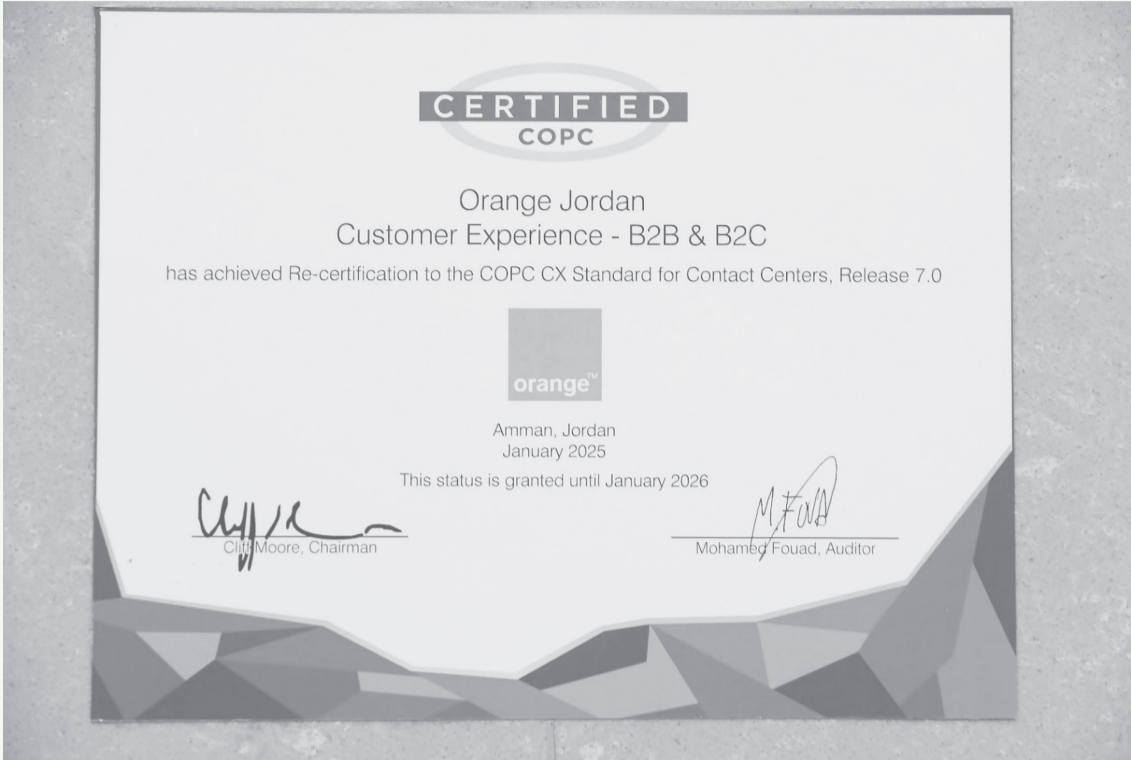 CERTIFIED
COPC
Orange Jordan
Customer Experience - B2B & B2C
has achieved Re-certification to the COPC CX Standard for Contact Centers, Release 7.0
orange™
Amman, Jordan
January 2025
This status is granted until January 2026
M.Fouad
Cliff Moore, Chairman
Mohamed Fouad, Auditor